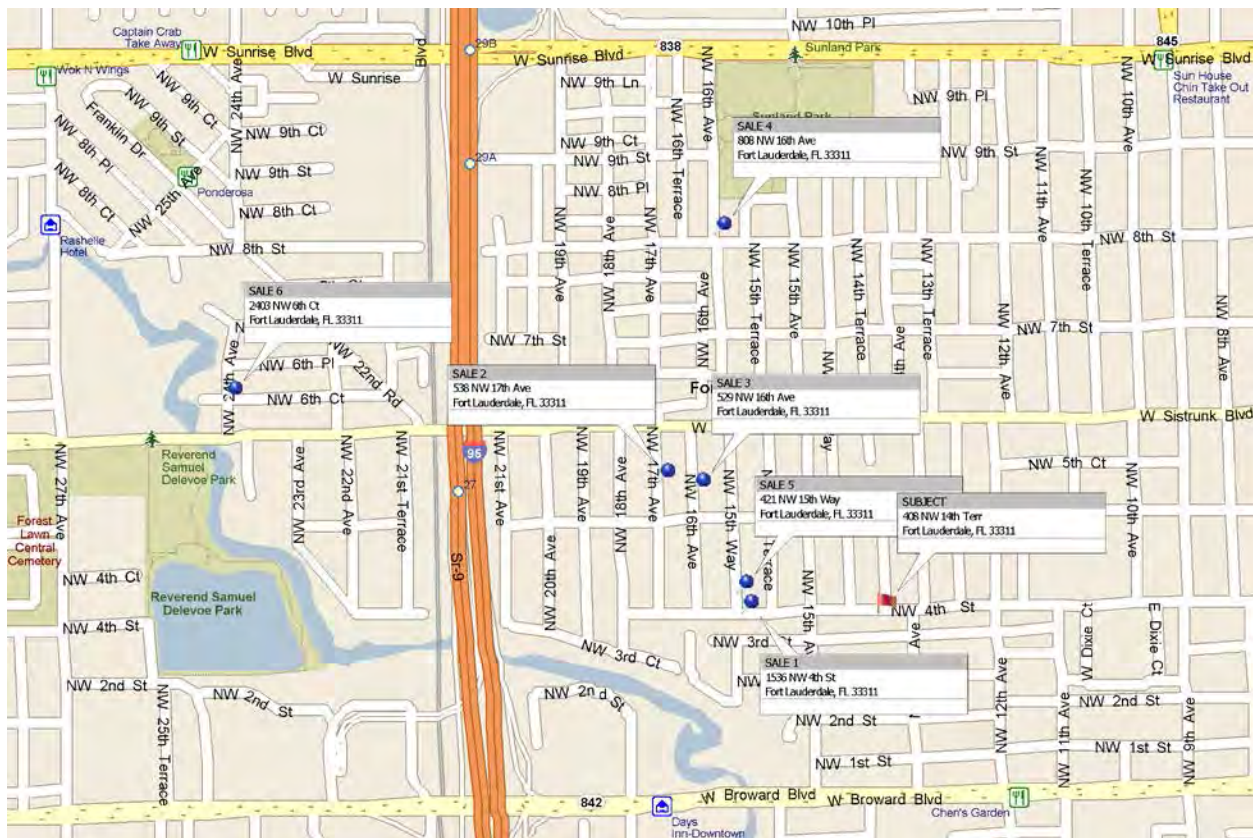 NW 10th Pl
Captain Crab
Take Away
W Sunrise Blvd
Blvd
29B
W Sunrise Blvd
838
Sunland Park
845
W Sunrise Blvd
Wok N Wings
W Sunrise
Sun House
Chin Take Out
Restaurant
NW 9th Ct
NW 24th Ave
NW 9th St
Franklin Dr
NW 9th Ct
NW 8th Pl
NW 9th St
Ponderosa
NW 8th Ct
NW 25th Ave
NW 8th Ct
NW 8th St
Rashelle
Hotel
29A
NW 9th Ln
NW 9th Ct
NW 9th St
NW 8th Pl
NW 16th Ave
NW 16th Terrace
Sunland Park
NW 9th Pl
NW 9th St
NW 10th Ave
NW 11th Ave
NW 10th Terrace
SALE 4
808 NW 16th Ave
Fort Lauderdale, FL 33311
NW 19th Ave
NW 18th Ave
NW 17th Ave
NW 16th Ave
NW 15th Terrace
NW 15th Ave
NW 14th Terrace
NW 13th Terrace
NW 8th St
NW 12th Ave
NW 7th St
NW 8th Ave
SALE 6
2403 NW 6th Ct
Fort Lauderdale, FL 33311
NW 24th Ave
NW 6th Pl
NW 22nd Rd
NW 6th Ct
NW 7th St
SALE 2
538 NW 17th Ave
Fort Lauderdale, FL 33311
SALE 3
529 NW 16th Ave
Fort Lauderdale, FL 33311
W Sistrunk Blvd
Reverend
Samuel
Delevoe Park
95
27
NW 27th Ave
NW 23rd Ave
NW 22nd Ave
NW 21st Terrace
NW 21st Ave
NW 19th Ave
NW 18th Ave
NW 17th Ave
NW 16th Ave
NW 15th Way
Terrace
NW 5th Ct
NW 10th Ave
SALE 5
421 NW 15th Way
Fort Lauderdale, FL 33311
SUBJECT
408 NW 14th Terr
Fort Lauderdale, FL 33311
Forest
Lawn
Central
Cemetery
NW 4th Ct
Reverend Samuel
Delevoe Park
Sr-9
NW 20th Ave
NW 4th St
NW 4th St
NW 15th Ave
NW 3rd Ct
NW 3rd Ct
W Dixie Ct
E Dixie Ct
SALE 1
1536 NW 4th St
Fort Lauderdale, FL 33311
NW 2nd St
NW 2nd St
NW 25th Terrace
NW 2nd St
NW 2nd St
NW 12th Ave
NW 2nd St
NW 11th Ave
NW 9th Ave
NW 1st St
NW 1st St
842
W Broward Blvd
W Broward Blvd
Days
Inn-Downtown
Chen's Garden